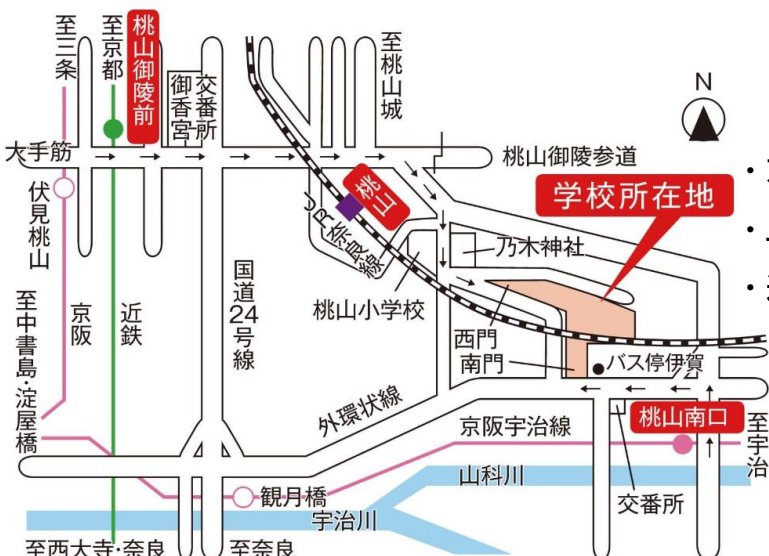 至三条
至京都
桃山御陵前
御香宮
交番所
至桃山城
N
大手筋
桃山御陵参道
伏見桃山
桃山
JR奈良線
学校所在地
乃木神社
桃山小学校
国道24号線
京阪
近鉄
至中書島・淀屋橋
西門
南門
バス停伊賀
外環状線
京阪宇治線
桃山南口
至宇治
山科川
交番所
観月橋
宇治川
至西大寺・奈良
至奈良